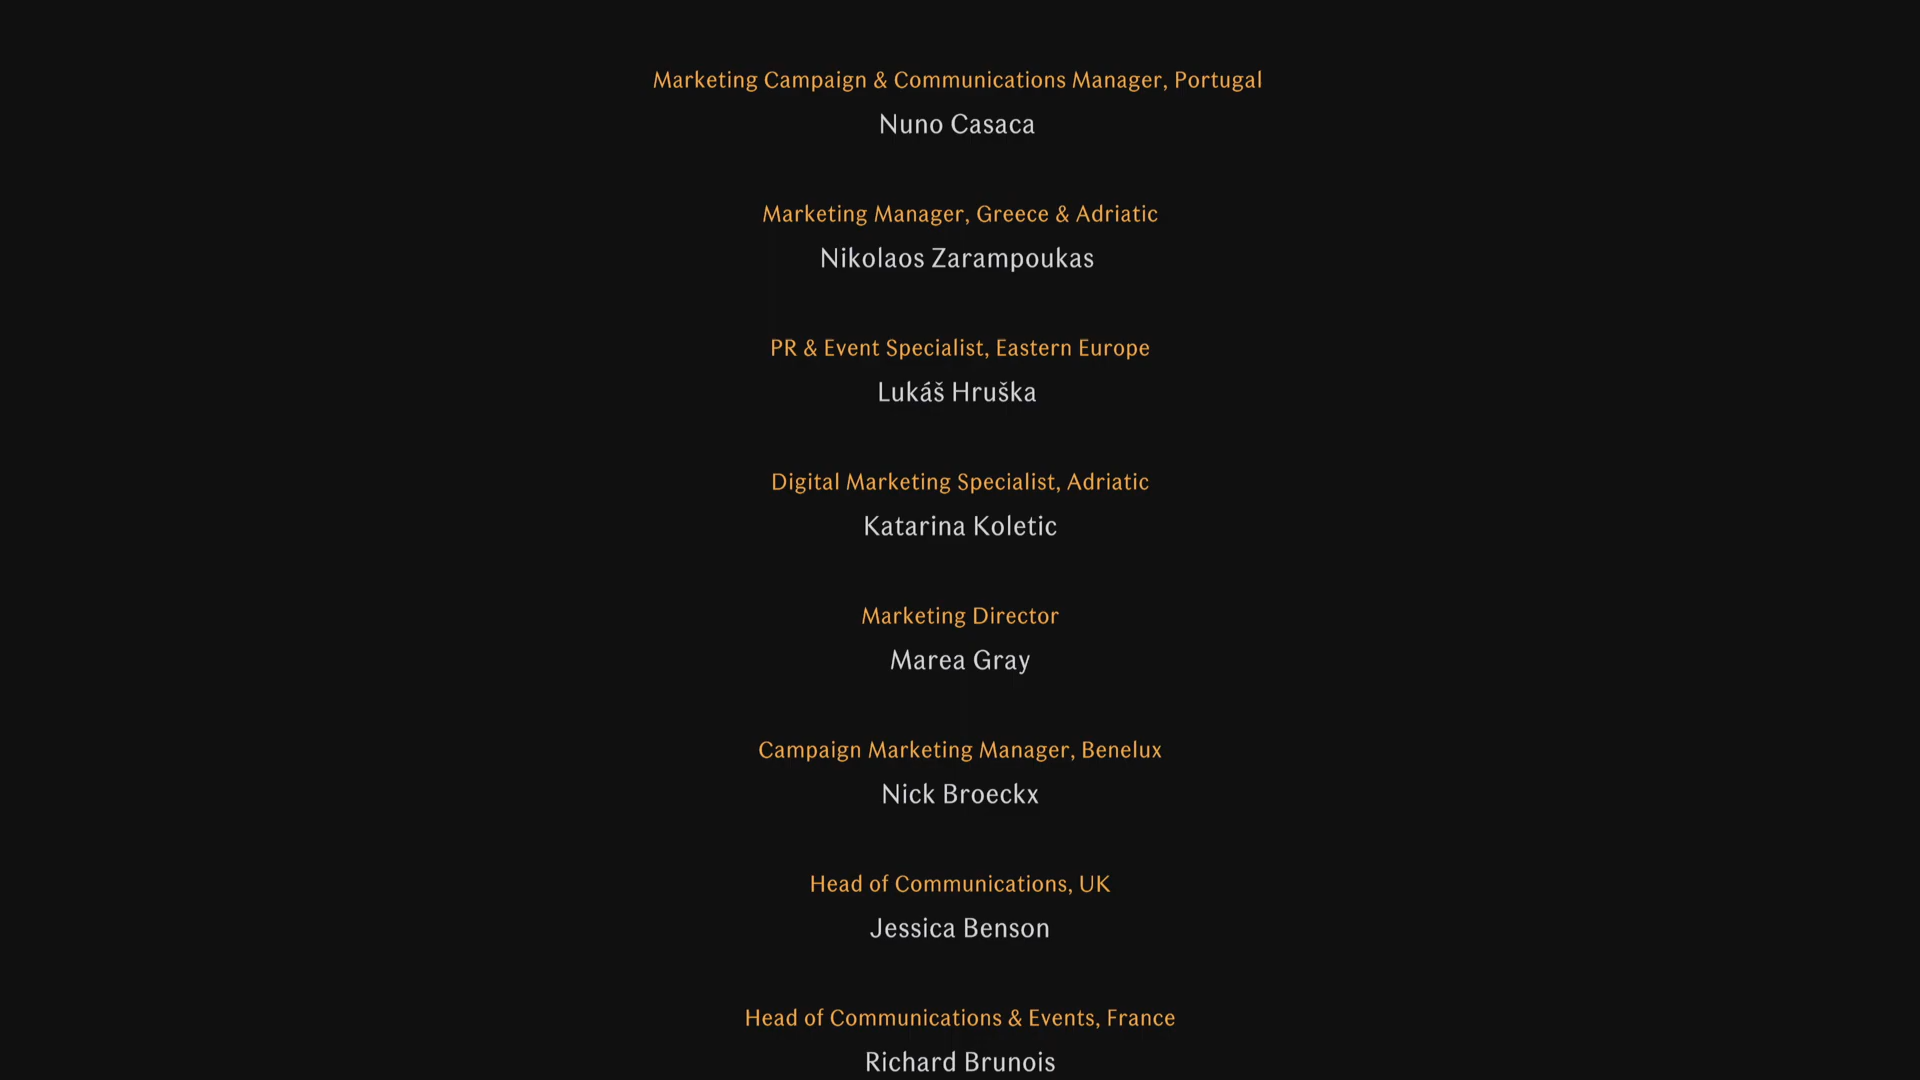 Marketing Campaign & Communications Manager, Portugal
Nuno Casaca
Marketing Manager, Greece & Adriatic
Nikolaos Zarampoukas
PR & Event Specialist, Eastern Europe
Lukáš Hruška
Digital Marketing Specialist, Adriatic
Katarina Koletic
Marketing Director
Marea Gray
Campaign Marketing Manager, Benelux
Nick Broeckx
Head of Communications, UK
Jessica Benson
Head of Communications & Events, France
Richard Brunois